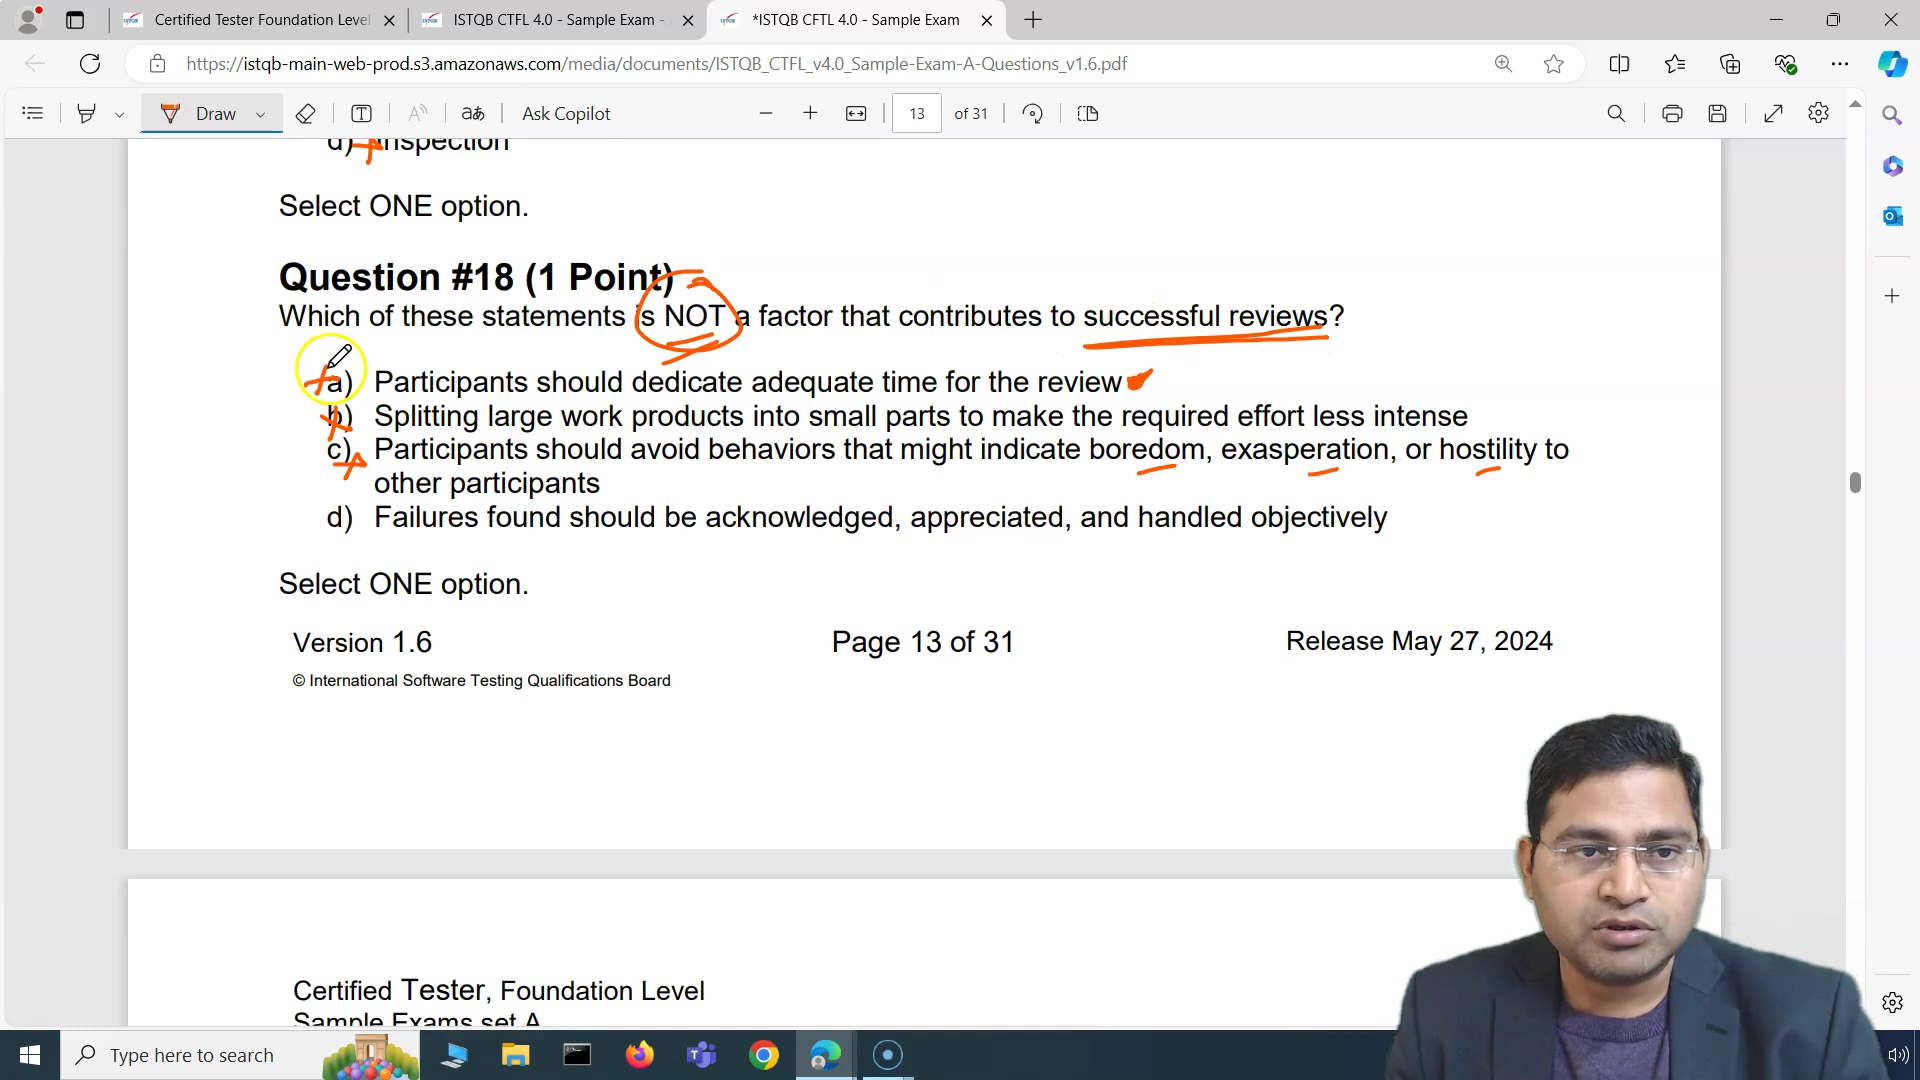 Certified Tester Foundation Level
ISTQB CTFL 4.0 - Sample Exam -
*ISTQB CFTL 4.0 - Sample Exam
https://istqb-main-web-prod.s3.amazonaws.com/media/documents/ISTQB_CTFL_v4.0_Sample-Exam-A-Questions_v1.6.pdf
Draw
Ask Copilot
13 of 31
d) Inspection
Select ONE option.
Question #18 (1 Point)
Which of these statements is NOT a factor that contributes to successful reviews?
a) Participants should dedicate adequate time for the review
b) Splitting large work products into small parts to make the required effort less intense
c) Participants should avoid behaviors that might indicate boredom, exasperation, or hostility to
other participants
d) Failures found should be acknowledged, appreciated, and handled objectively
Select ONE option.
Version 1.6 Page 13 of 31 Release May 27, 2024
© International Software Testing Qualifications Board
Certified Tester, Foundation Level
Sample Exams set A
Type here to search